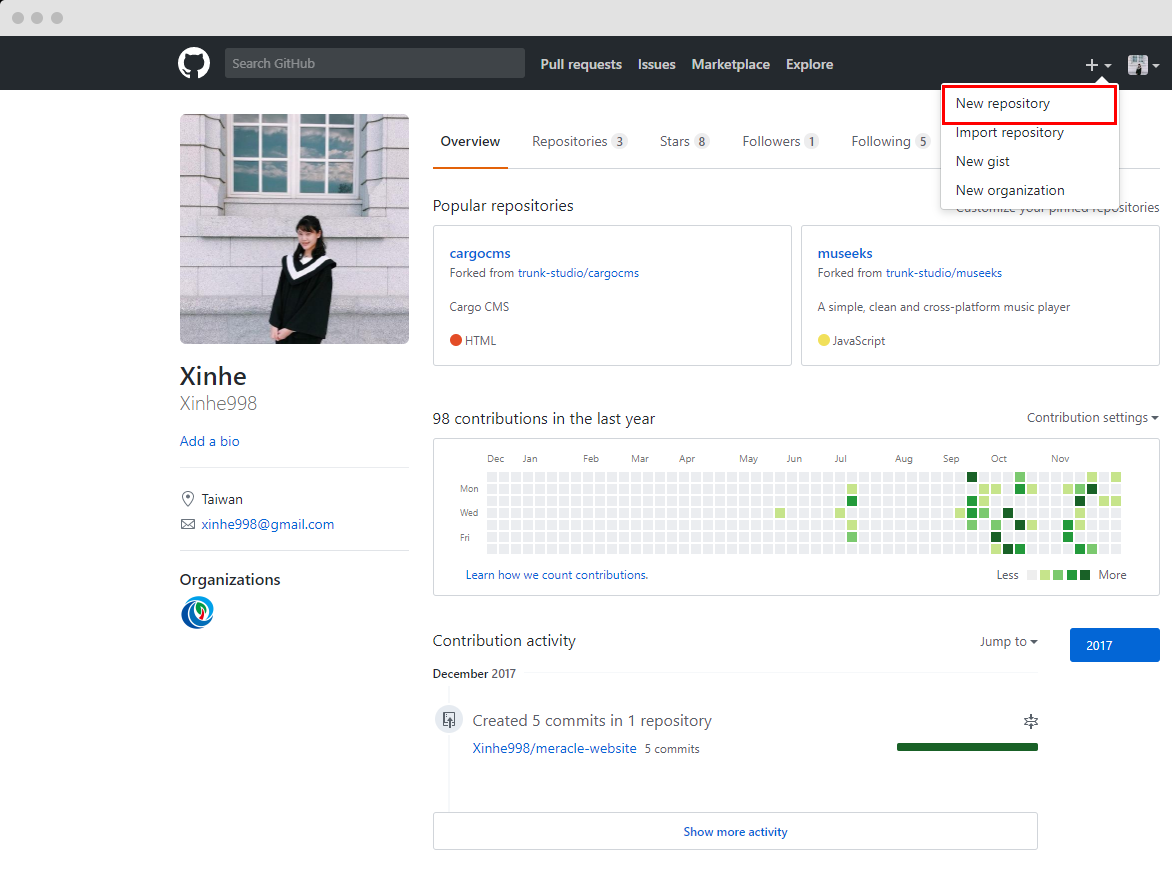 Search GitHub
Pull requests Issues Marketplace Explore
New repository
Import repository
New gist
New organization
Overview Repositories 3 Stars 8 Followers 1 Following 5
Popular repositories
Customize your pinned repositories
cargocms
Forked from trunk-studio/cargocms
Cargo CMS
HTML
museeks
Forked from trunk-studio/museeks
A simple, clean and cross-platform music player
JavaScript
Xinhe
Xinhe998
Add a bio
Taiwan
xinhe998@gmail.com
Organizations
98 contributions in the last year
Contribution settings
Dec Jan Feb Mar Apr May Jun Jul Aug Sep Oct Nov
Mon
Wed
Fri
Learn how we count contributions.
Less More
Contribution activity
Jump to
2017
December 2017
Created 5 commits in 1 repository
Xinhe998/meracle-website 5 commits
Show more activity